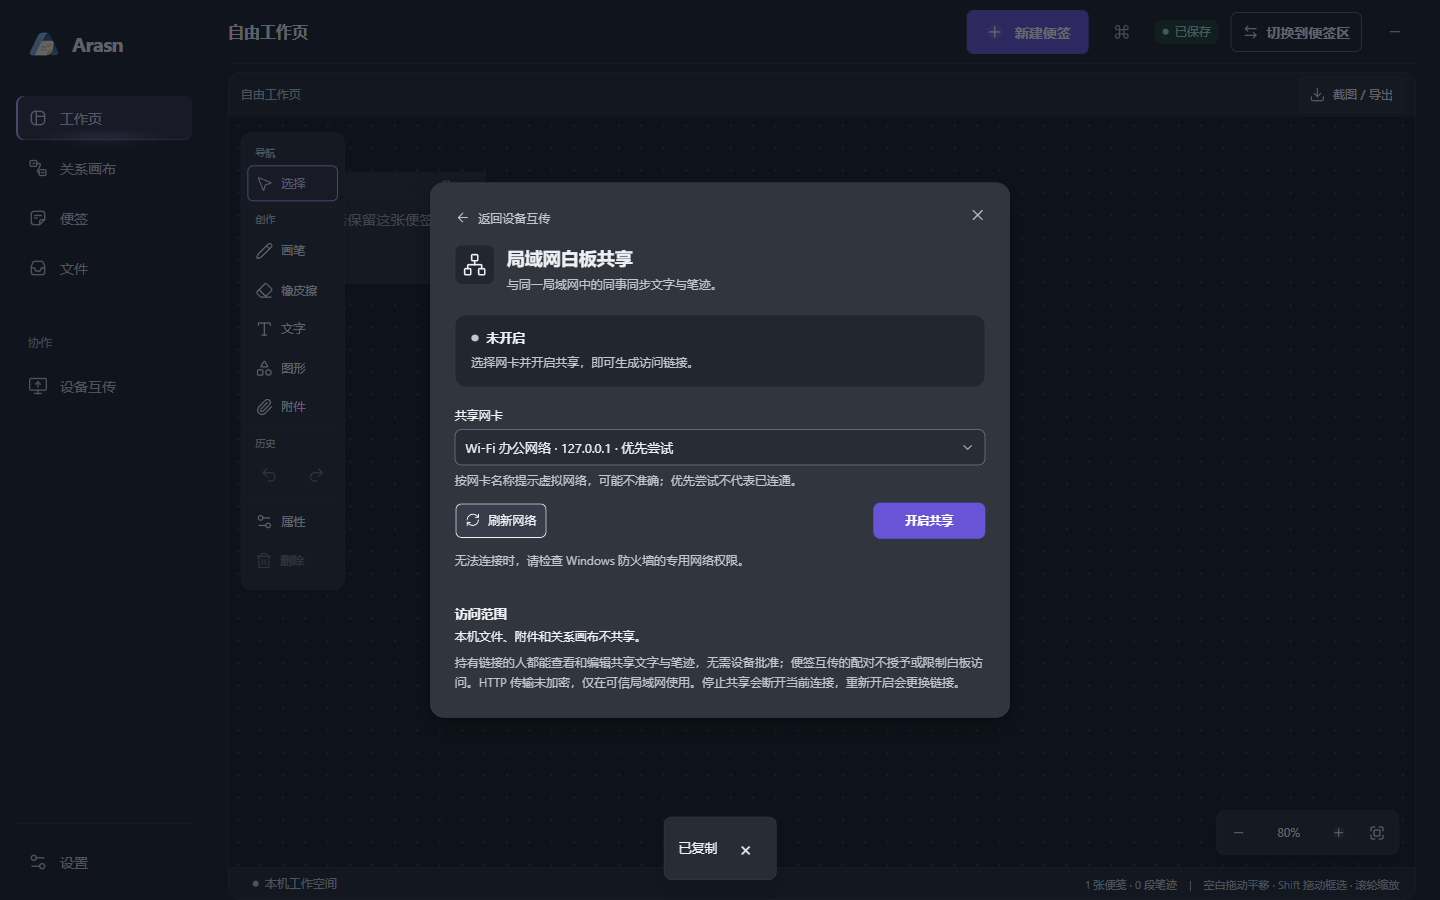 Arasn
自由工作页
新建便签
已保存
切换到便签区
工作页
关系画布
便签
文件
协作
设备互传
设置
自由工作页
截图 / 导出
导航
选择
创作
画笔
橡皮擦
文字
图形
附件
历史
属性
删除
保留这张便签
返回设备互传
局域网白板共享
与同一局域网中的同事同步文字与笔迹。
未开启
选择网卡并开启共享，即可生成访问链接。
共享网卡
Wi-Fi 办公网络 · 127.0.0.1 · 优先尝试
按网卡名称提示虚拟网络，可能不准确；优先尝试不代表已连通。
刷新网络
开启共享
无法连接时，请检查 Windows 防火墙的专用网络权限。
访问范围
本机文件、附件和关系画布不共享。
持有链接的人都能查看和编辑共享文字与笔迹，无需设备批准；便签互传的配对不授予或限制白板访
问。HTTP 传输未加密，仅在可信局域网使用。停止共享会断开当前连接，重新开启会更换链接。
已复制
80%
本机工作空间
1 张便笺 · 0 段笔迹 | 空白拖动平移 · Shift 拖动框选 · 滚轮缩放